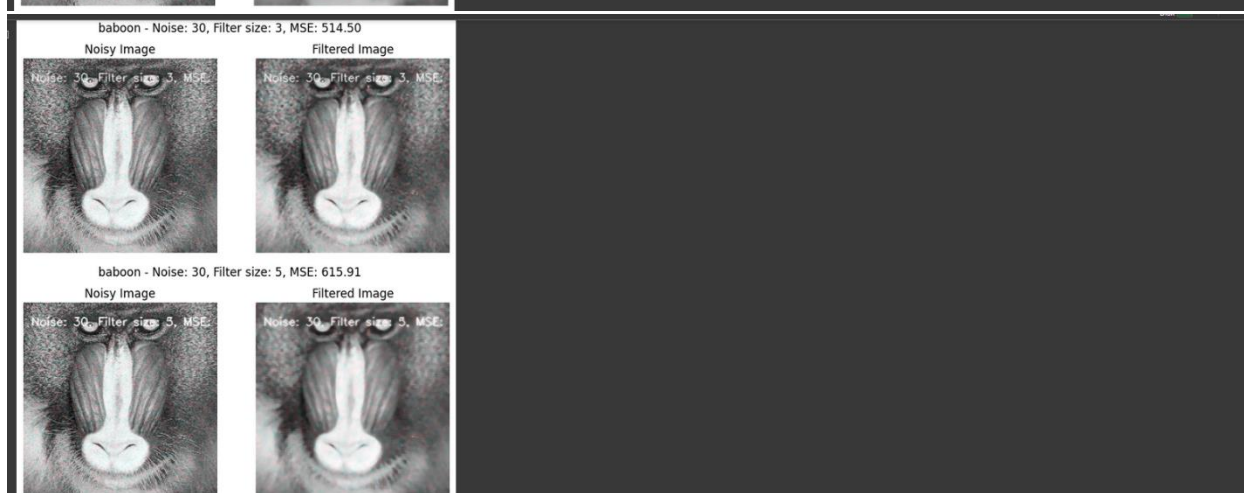 baboon - Noise: 30, Filter size: 3, MSE: 514.50
Noisy Image Filtered Image
Noise: 30, Filter size: 3, MSE: Noise: 30, Filter size: 3, MSE:
baboon - Noise: 30, Filter size: 5, MSE: 615.91
Noisy Image Filtered Image
Noise: 30, Filter size: 5, MSE: Noise: 30, Filter size: 5, MSE: